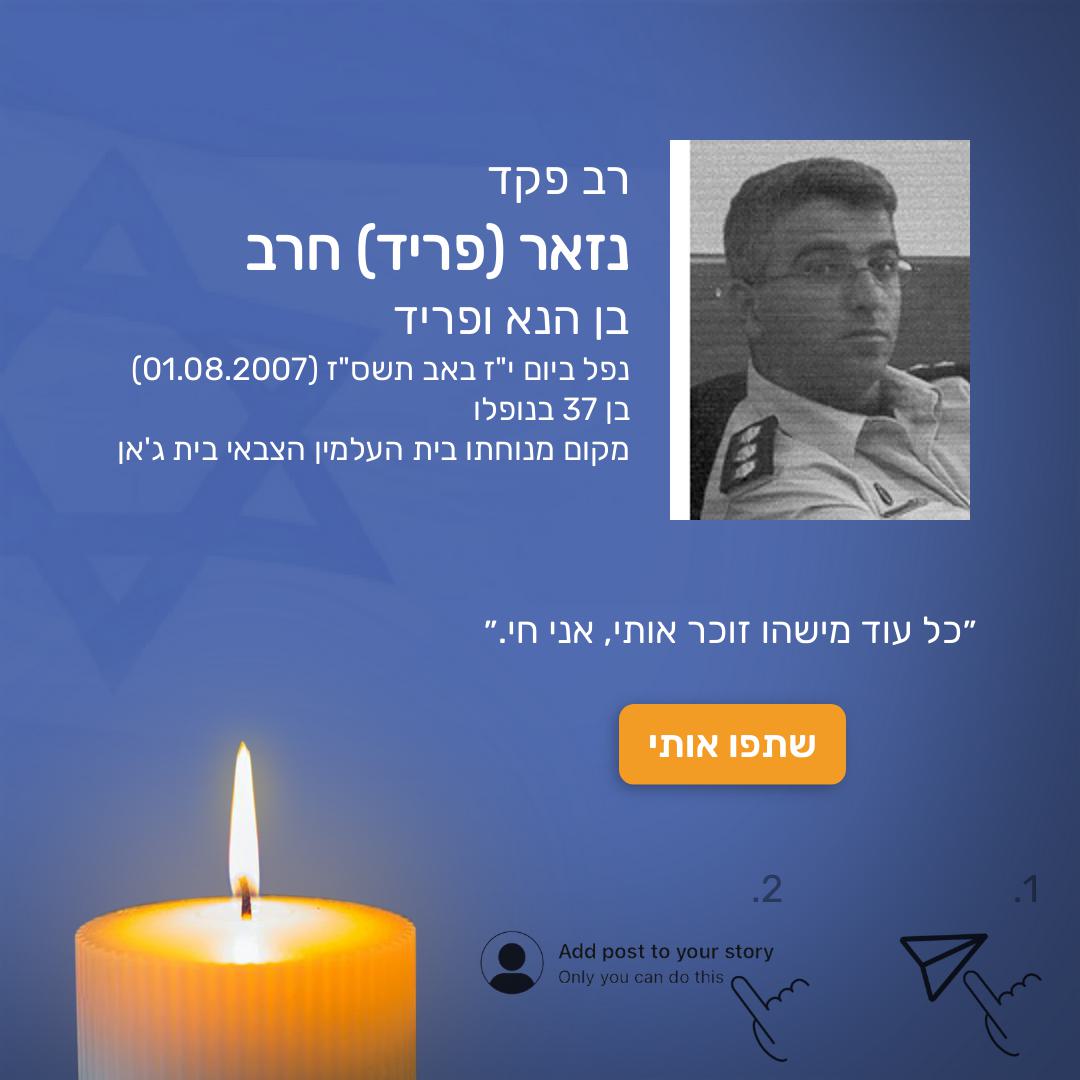 רב פקד
נזאר (פריד) חרב
בן הנא ופריד
נפל ביום י"ז באב תשס"ז (01.08.2007)
בן 37 בנופלו
מקום מנוחתו בית העלמין הצבאי בית ג'אן
״כל עוד מישהו זוכר אותי, אני חי.״
שתפו אותי
1.
2.
Add post to your story
Only you can do this